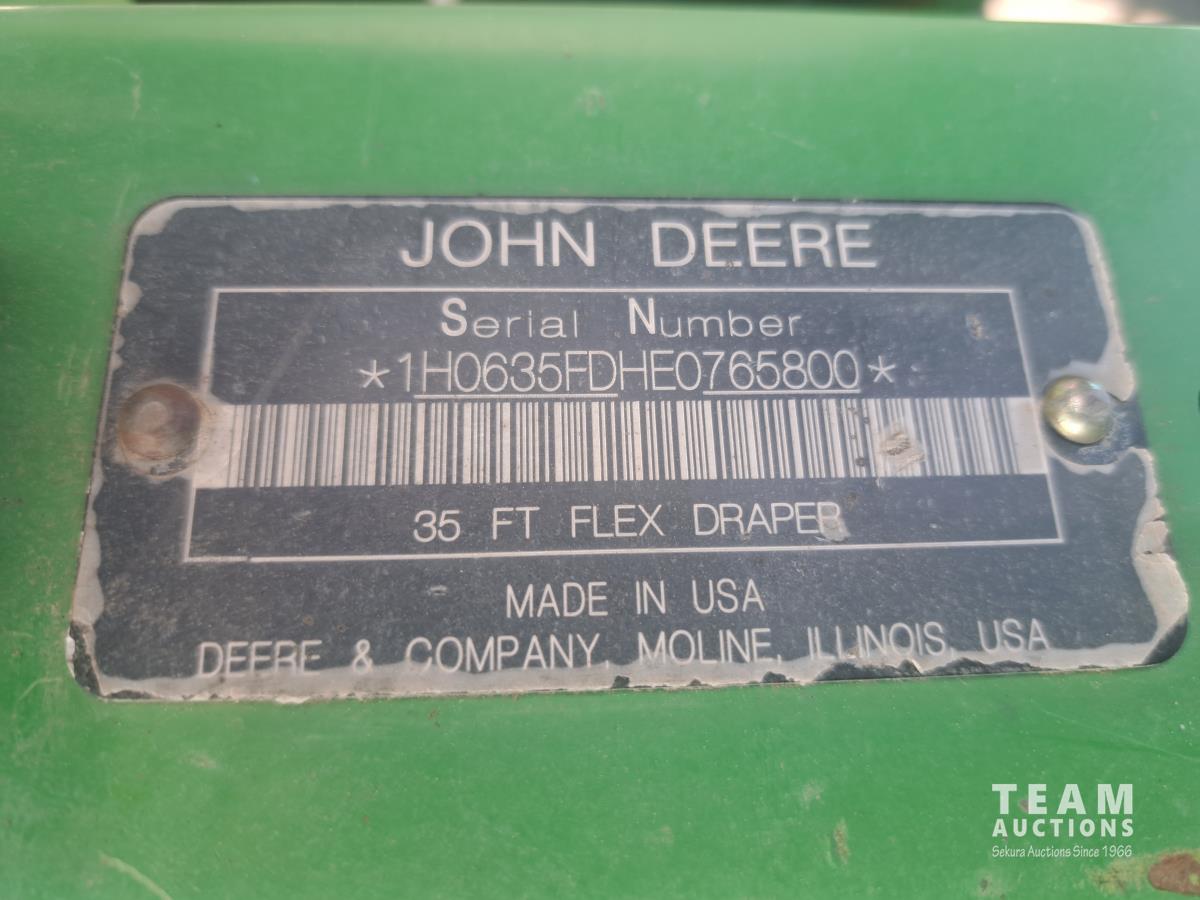 JOHN DEERE
Serial Number
*1H0635FDHE0765800*
35 FT FLEX DRAPER
MADE IN USA
DEERE & COMPANY, MOLINE, ILLINOIS, USA
TEAM
AUCTIONS
Sekura Auctions Since 1966